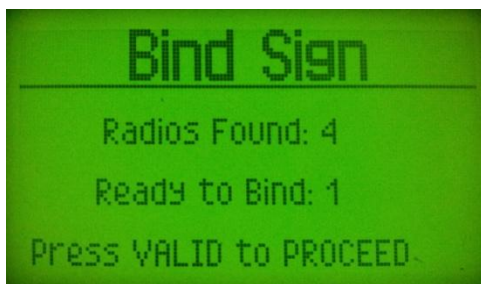 Bind Sign
Radios Found: 4
Ready to Bind: 1
Press VALID to PROCEED